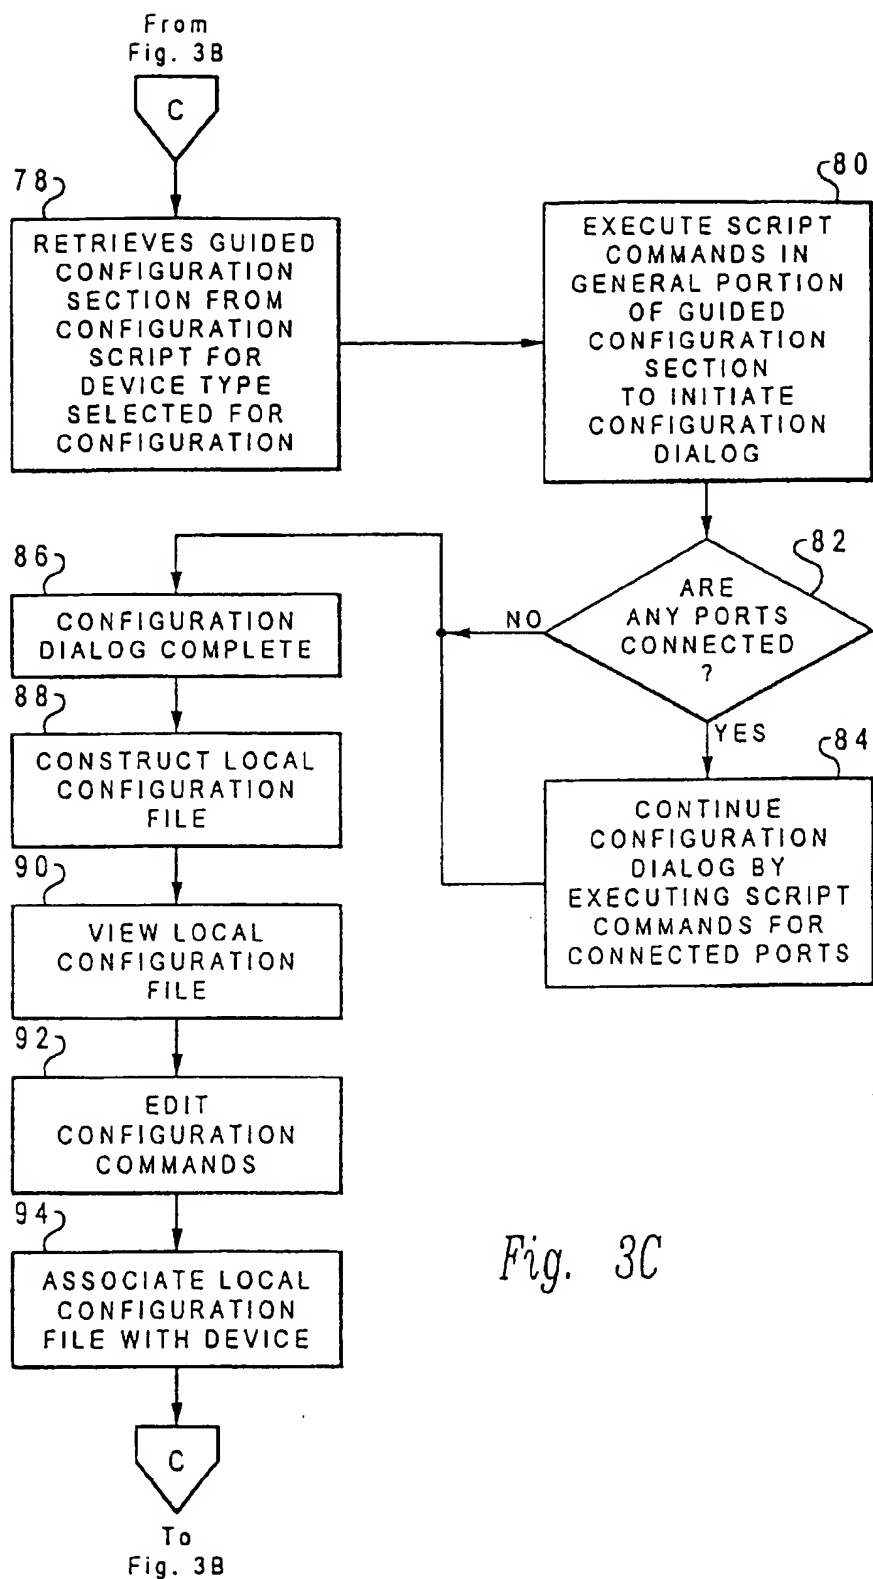 From
Fig. 3B
C
78
RETRIEVES GUIDED
CONFIGURATION
SECTION FROM
CONFIGURATION
SCRIPT FOR
DEVICE TYPE
SELECTED FOR
CONFIGURATION
80
EXECUTE SCRIPT
COMMANDS IN
GENERAL PORTION
OF GUIDED
CONFIGURATION
SECTION
TO INITIATE
CONFIGURATION
DIALOG
82
ARE
ANY PORTS
CONNECTED
?
NO
YES
84
CONTINUE
CONFIGURATION
DIALOG BY
EXECUTING SCRIPT
COMMANDS FOR
CONNECTED PORTS
86
CONFIGURATION
DIALOG COMPLETE
88
CONSTRUCT LOCAL
CONFIGURATION
FILE
90
VIEW LOCAL
CONFIGURATION
FILE
92
EDIT
CONFIGURATION
COMMANDS
94
ASSOCIATE LOCAL
CONFIGURATION
FILE WITH DEVICE
C
To
Fig. 3B
Fig. 3C